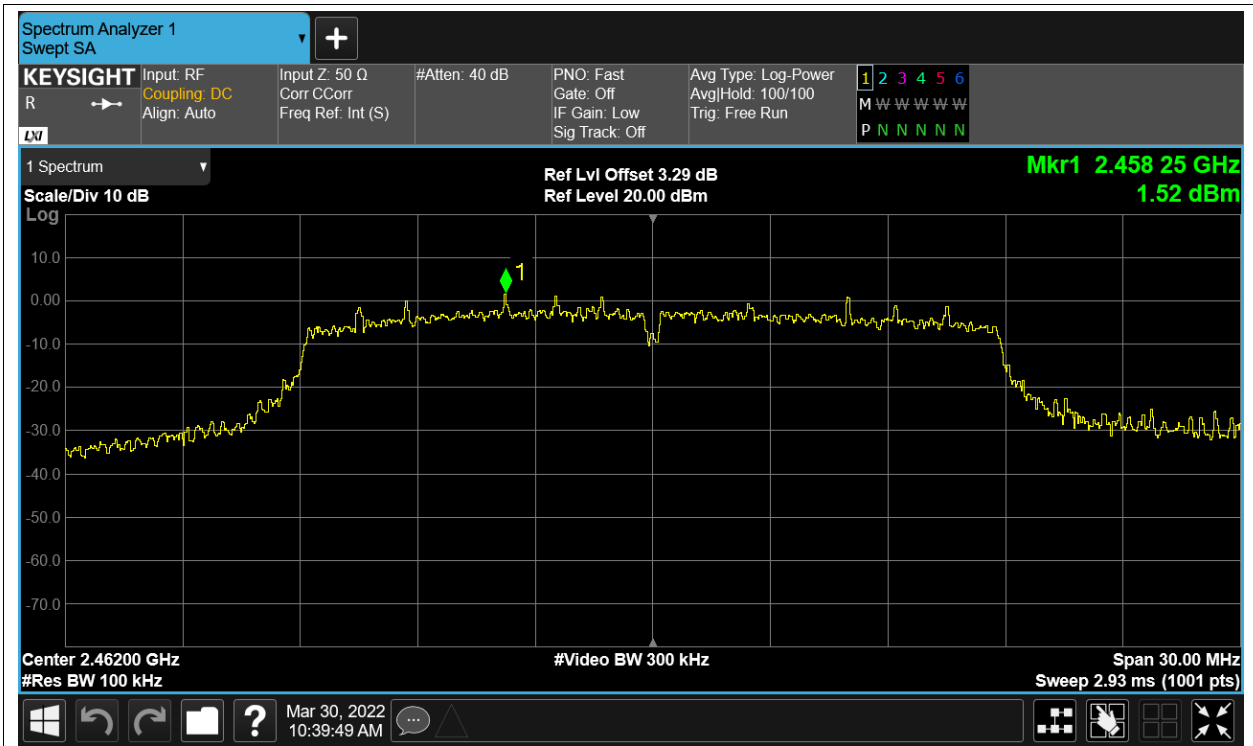 Spectrum Analyzer 1
Swept SA
KEYSIGHT
R
LXI
Input: RF
Coupling: DC
Align: Auto
Input Z: 50 Ω
Corr CCorr
Freq Ref: Int (S)
#Atten: 40 dB
PNO: Fast
Gate: Off
IF Gain: Low
Sig Track: Off
Avg Type: Log-Power
Avg|Hold: 100/100
Trig: Free Run
1 2 3 4 5 6
M W W W W W W
P N N N N N N
1 Spectrum
Scale/Div 10 dB
Log
Ref Lvl Offset 3.29 dB
Ref Level 20.00 dBm
Mkr1 2.458 25 GHz
1.52 dBm
1
10.0
0.00
-10.0
-20.0
-30.0
-40.0
-50.0
-60.0
-70.0
Center 2.46200 GHz
#Video BW 300 kHz
Span 30.00 MHz
#Res BW 100 kHz
Sweep 2.93 ms (1001 pts)
?
Mar 30, 2022
10:39:49 AM